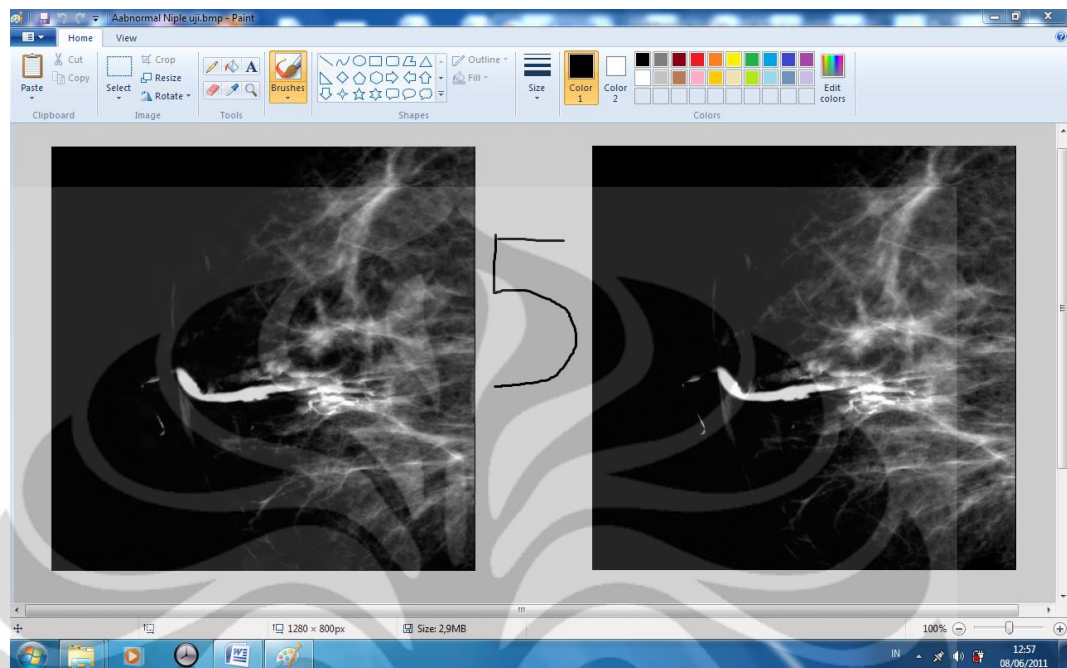 Aabnormal Niple uji.bmp - Paint
Home View
Paste
Cut
Copy
Clipboard
Select
Crop
Resize
Rotate
Image
A
Tools
Brushes
Outline
Fill
Shapes
Size
Color 1
Color 2
Edit colors
Colors
5
1280 × 800px
Size: 2,9MB
100%
W
IN
12:57
08/06/2011